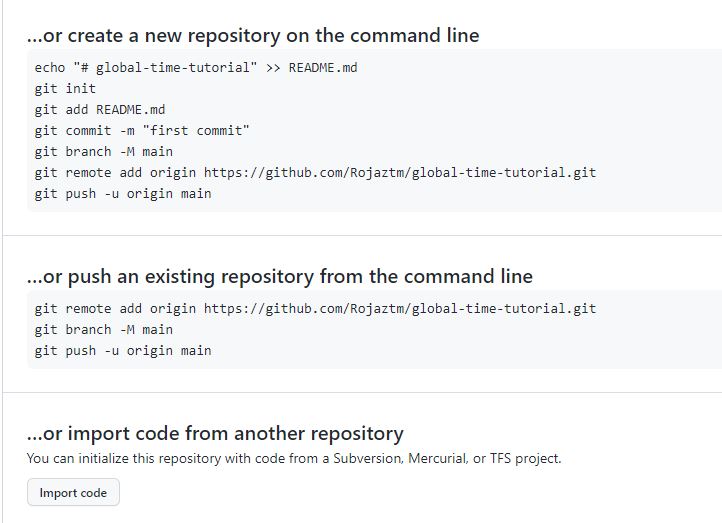 ...or create a new repository on the command line
echo "# global-time-tutorial" >> README.md
git init
git add README.md
git commit -m "first commit"
git branch -M main
git remote add origin https://github.com/Rojaztm/global-time-tutorial.git
git push -u origin main
...or push an existing repository from the command line
git remote add origin https://github.com/Rojaztm/global-time-tutorial.git
git branch -M main
git push -u origin main
...or import code from another repository
You can initialize this repository with code from a Subversion, Mercurial, or TFS project.
Import code